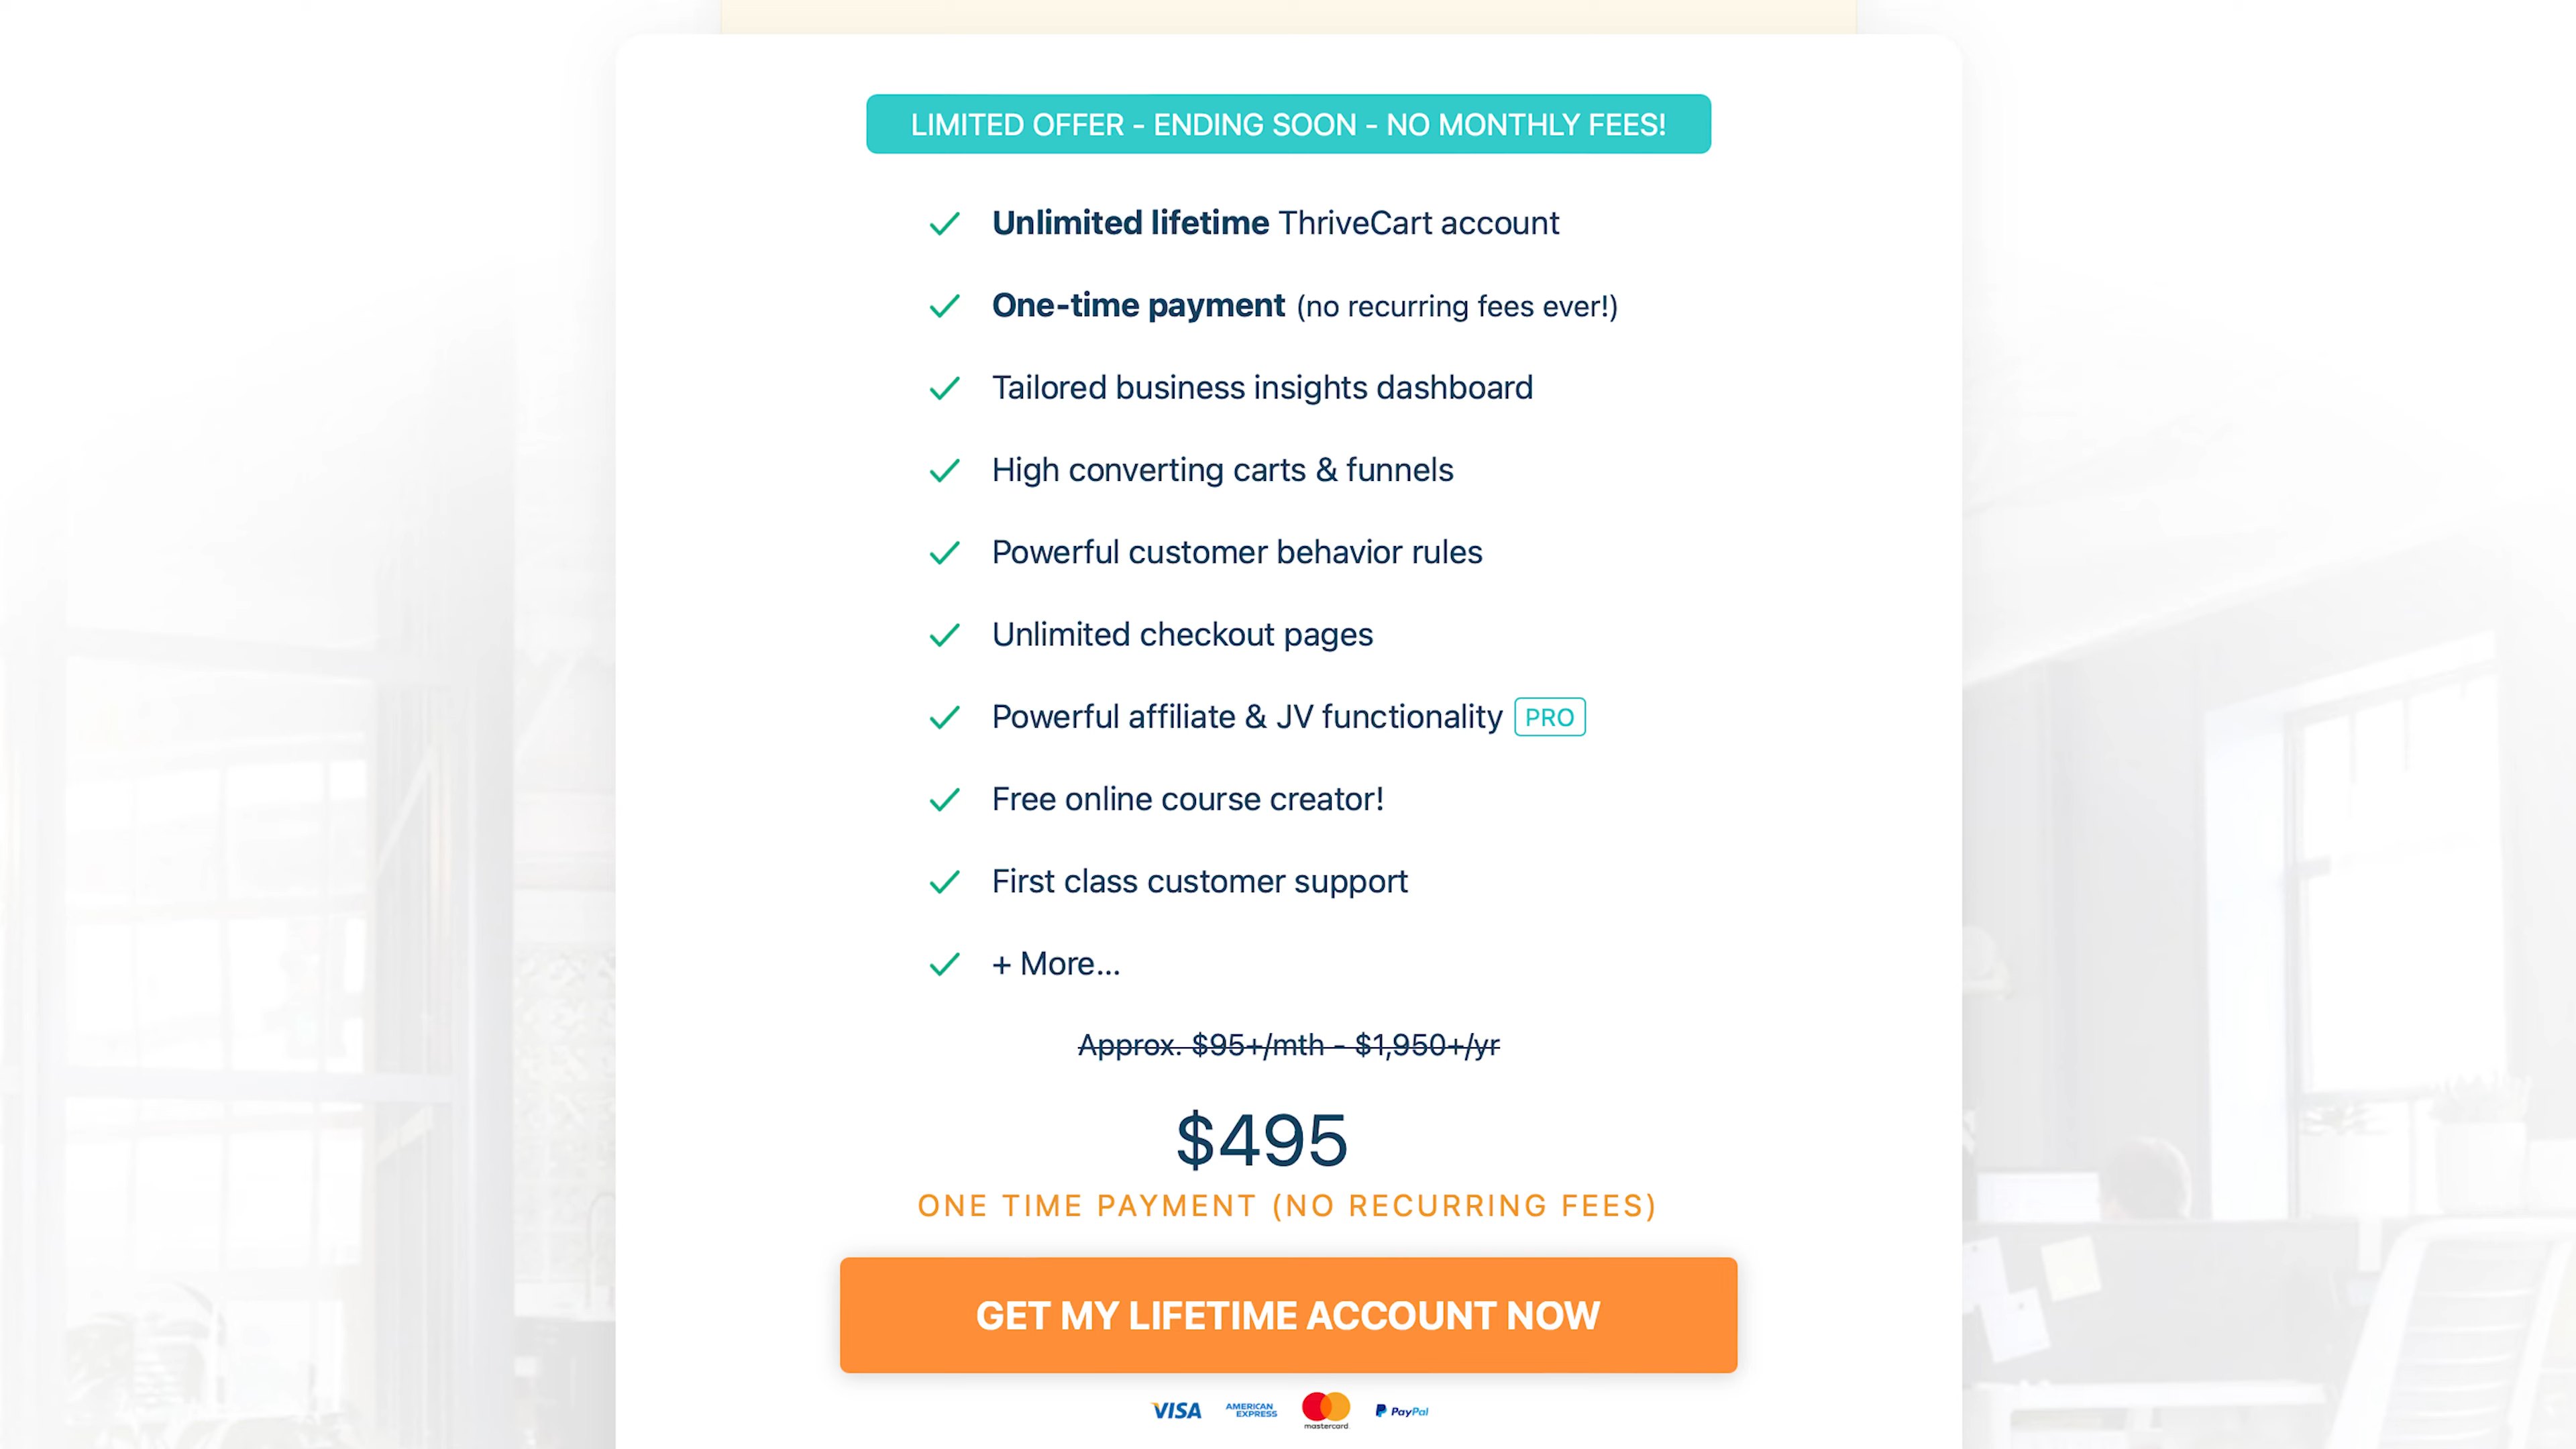 LIMITED OFFER - ENDING SOON - NO MONTHLY FEES!
Unlimited lifetime ThriveCart account
One-time payment (no recurring fees ever!)
Tailored business insights dashboard
High converting carts & funnels
Powerful customer behavior rules
Unlimited checkout pages
Powerful affiliate & JV functionality PRO
Free online course creator!
First class customer support
+ More...
Approx. $95+/mth - $1,950+/yr
$495
ONE TIME PAYMENT (NO RECURRING FEES)
GET MY LIFETIME ACCOUNT NOW
VISA AMERICAN EXPRESS mastercard PayPal